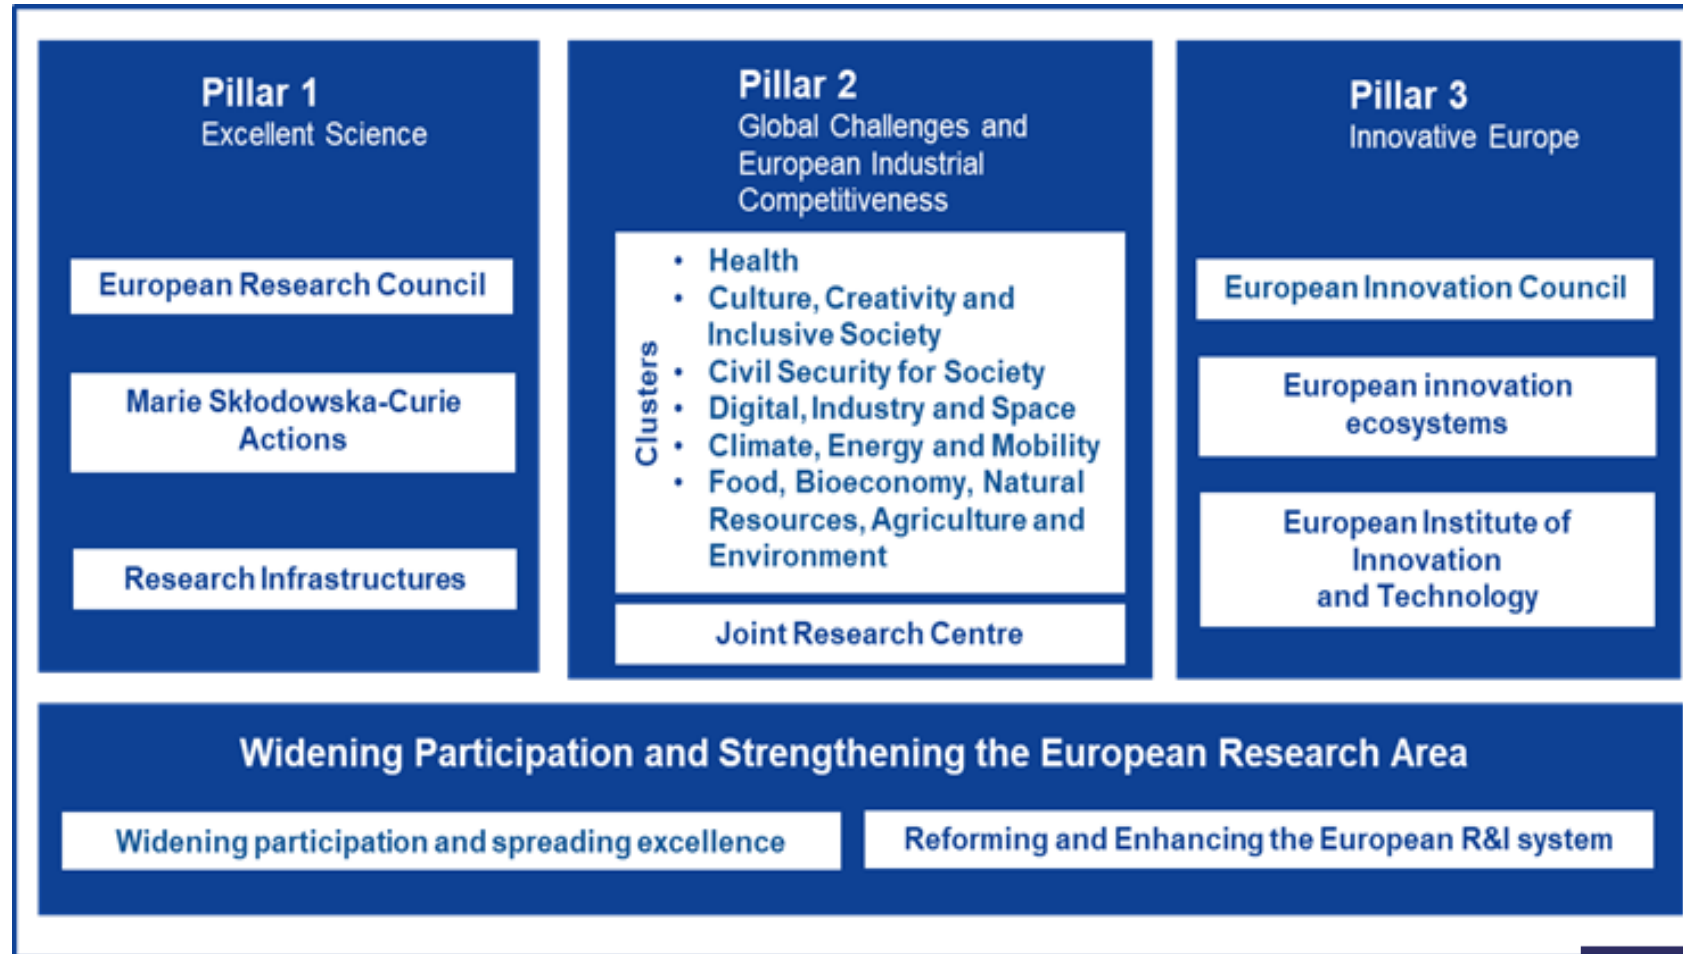 Pillar 1
Excellent Science
European Research Council
Marie Skłodowska-Curie
Actions
Research Infrastructures
Pillar 2
Global Challenges and
European Industrial
Competitiveness
Clusters
• Health
• Culture, Creativity and
Inclusive Society
• Civil Security for Society
• Digital, Industry and Space
• Climate, Energy and Mobility
• Food, Bioeconomy, Natural
Resources, Agriculture and
Environment
Joint Research Centre
Pillar 3
Innovative Europe
European Innovation Council
European innovation
ecosystems
European Institute of
Innovation
and Technology
Widening Participation and Strengthening the European Research Area
Widening participation and spreading excellence
Reforming and Enhancing the European R&I system